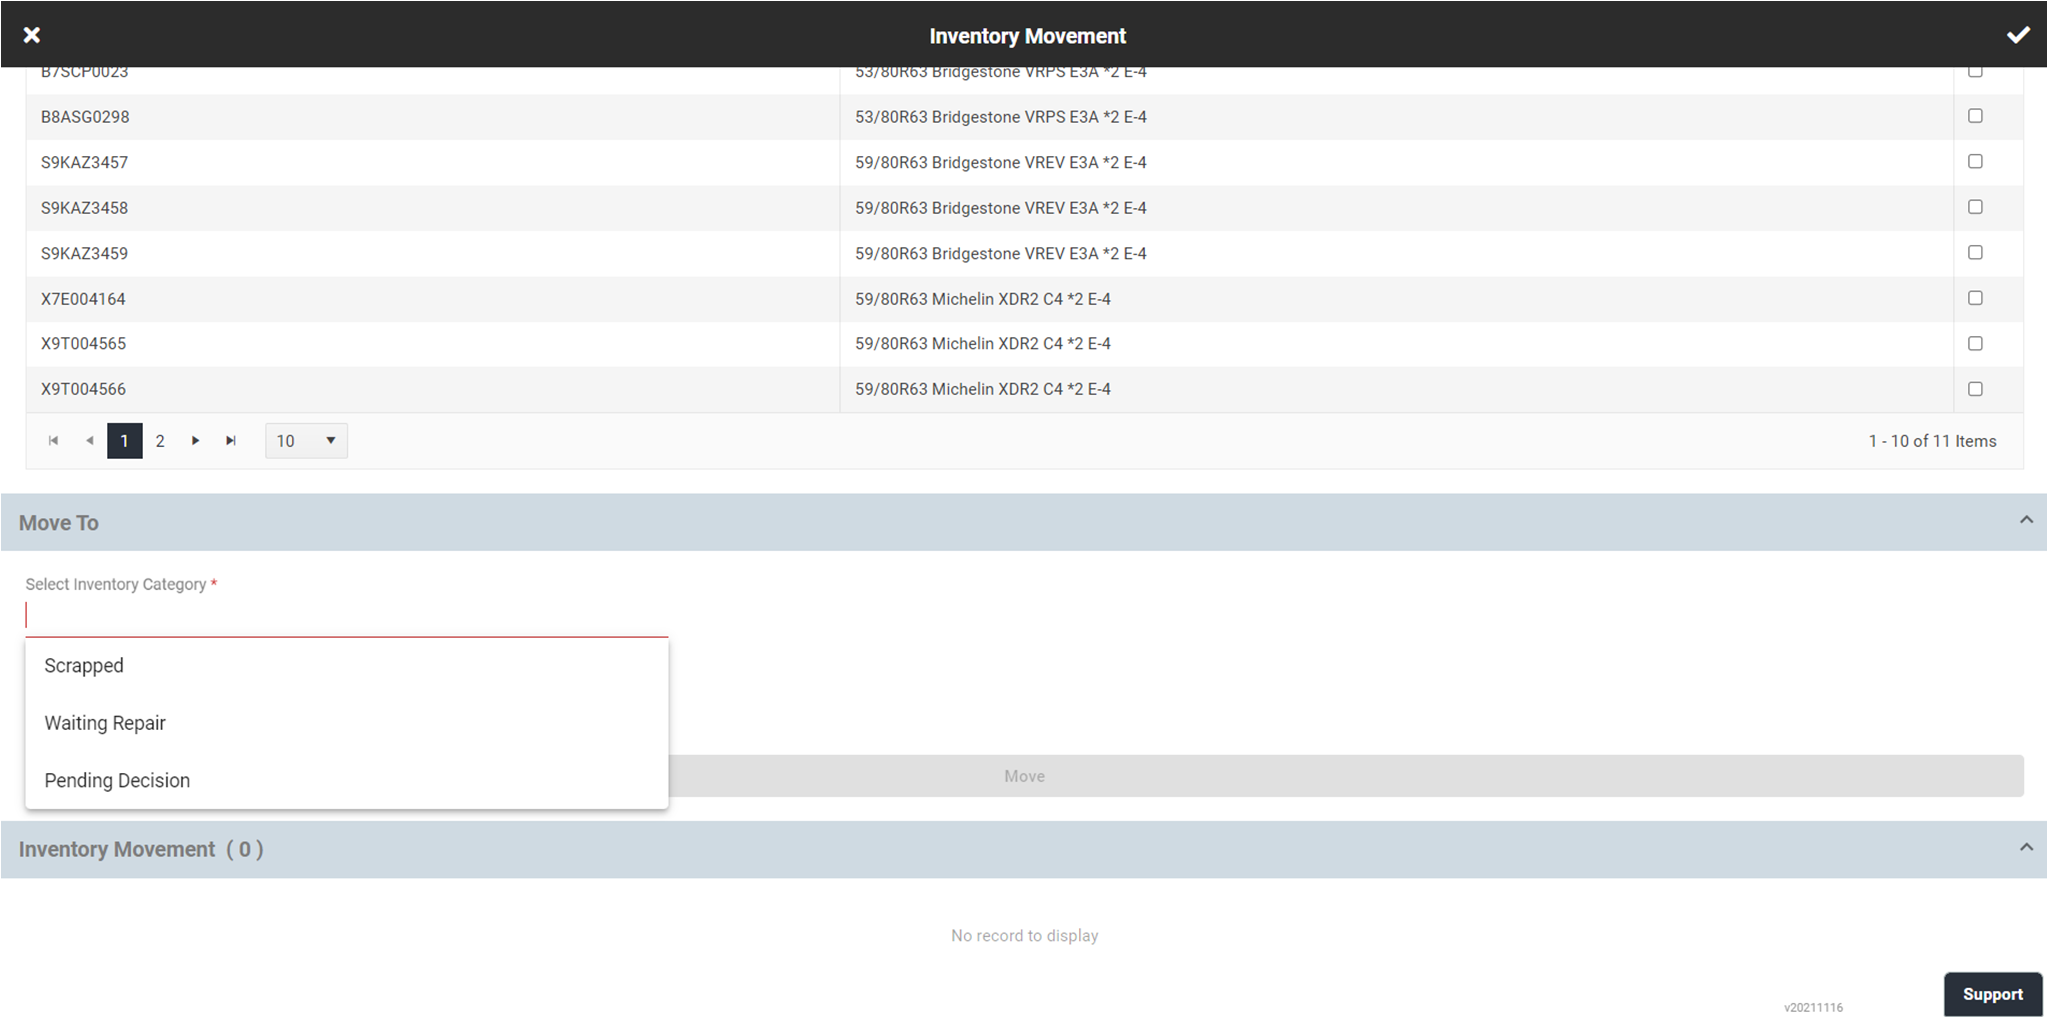 Inventory Movement
B7SCP0023 53/80R63 Bridgestone VRPS E3A *2 E-4
B8ASG0298 53/80R63 Bridgestone VRPS E3A *2 E-4
S9KAZ3457 59/80R63 Bridgestone VREV E3A *2 E-4
S9KAZ3458 59/80R63 Bridgestone VREV E3A *2 E-4
S9KAZ3459 59/80R63 Bridgestone VREV E3A *2 E-4
X7E004164 59/80R63 Michelin XDR2 C4 *2 E-4
X9T004565 59/80R63 Michelin XDR2 C4 *2 E-4
X9T004566 59/80R63 Michelin XDR2 C4 *2 E-4
1 2 10 1 - 10 of 11 Items
Move To
Select Inventory Category *
Scrapped
Waiting Repair
Pending Decision
Move
Inventory Movement ( 0 )
No record to display
Support
v20211116